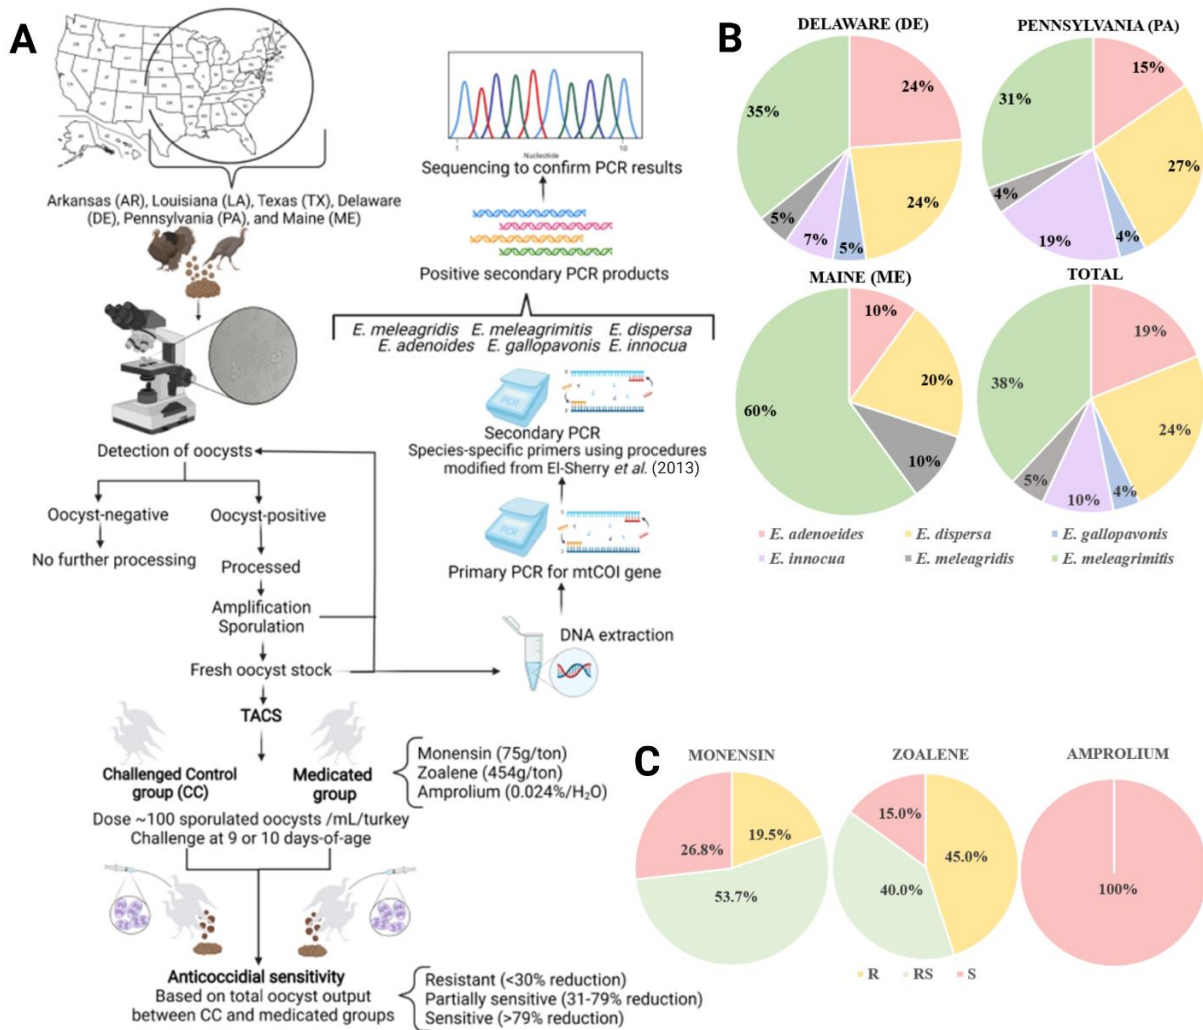 A
Arkansas (AR), Louisiana (LA), Texas (TX), Delaware
(DE), Pennsylvania (PA), and Maine (ME)
Detection of oocysts
Oocyst-negative
Oocyst-positive
No further processing
Processed
Amplification
Sporulation
Fresh oocyst stock
TACS
Challenged Control
group (CC)
Medicated
group
Monensin (75g/ton)
Zoalene (454g/ton)
Amprolium (0.024%/H₂O)
Dose ~100 sporulated oocysts /mL/turkey
Challenge at 9 or 10 days-of-age
Anticoccidial sensitivity
Based on total oocyst output
between CC and medicated groups
Resistant (<30% reduction)
Partially sensitive (31-79% reduction)
Sensitive (>79% reduction)
1
Nucleotide
10
Sequencing to confirm PCR results
Positive secondary PCR products
E. meleagridis E. meleagrimitis E. dispersa
E. adenoides E. gallopavonis E. innocua
PCR
Secondary PCR
Species-specific primers using procedures
modified from El-Sherry et al. (2013)
PCR
Primary PCR for mtCOI gene
DNA extraction
B
DELAWARE (DE)
24%
24%
5%
7%
5%
35%
PENNSYLVANIA (PA)
15%
27%
4%
19%
4%
31%
MAINE (ME)
10%
20%
10%
60%
TOTAL
19%
24%
4%
10%
5%
38%
E. adenoides E. dispersa E. gallopavonis
E. innocua E. meleagridis E. meleagrimitis
C
MONENSIN
19.5%
53.7%
26.8%
ZOALENE
45.0%
40.0%
15.0%
AMPROLIUM
100%
R RS S